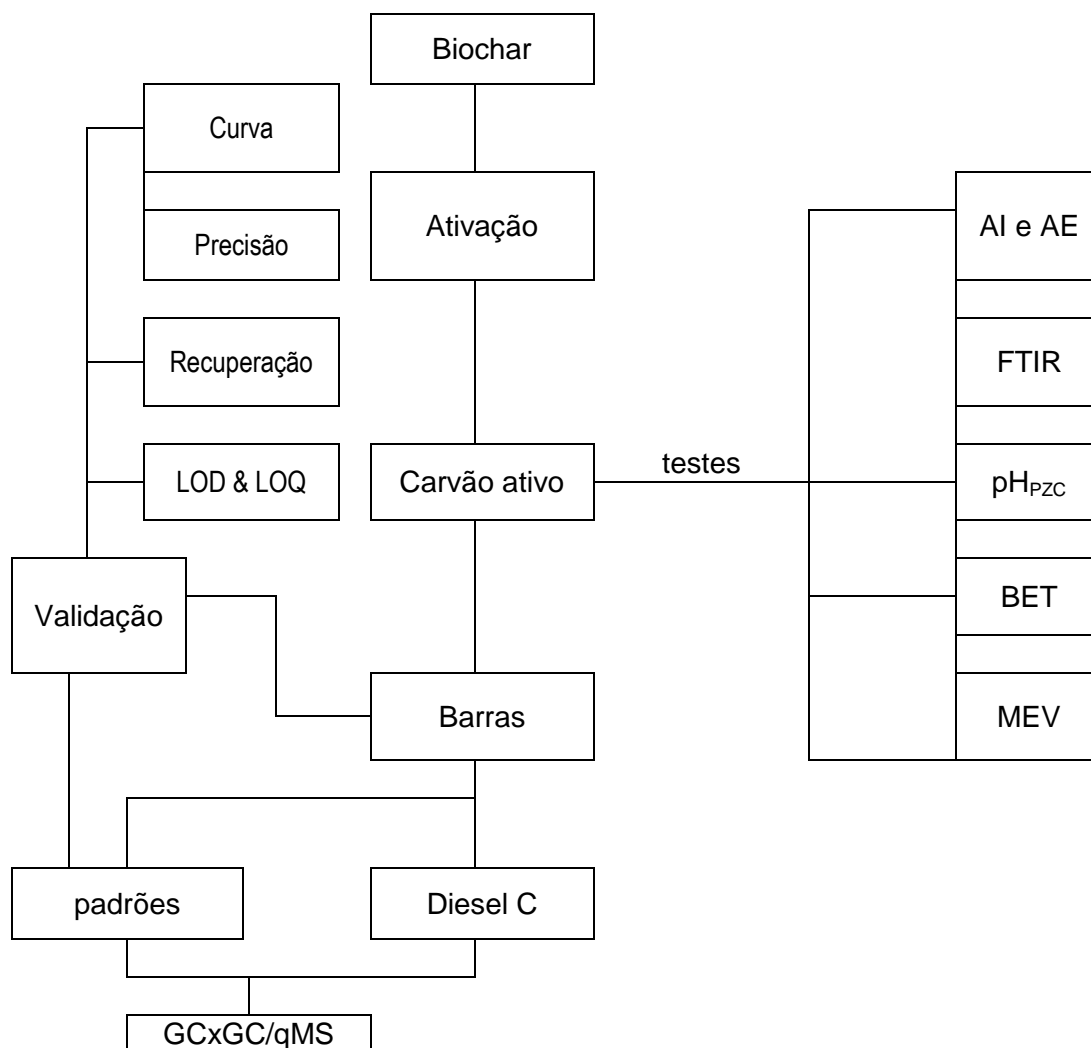 Biochar
Curva
Ativação
Precisão
AI e AE
Recuperação
FTIR
LOD & LOQ
Carvão ativo
testes
pHPZC
Validação
BET
Barras
MEV
padrões
Diesel C
GCxGC/qMS